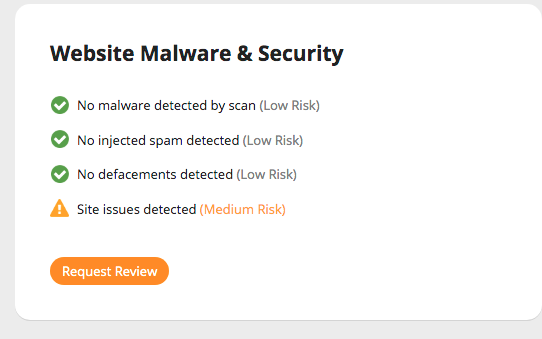 Website Malware & Security
No malware detected by scan (Low Risk)
No injected spam detected (Low Risk)
No defacements detected (Low Risk)
Site issues detected (Medium Risk)
Request Review